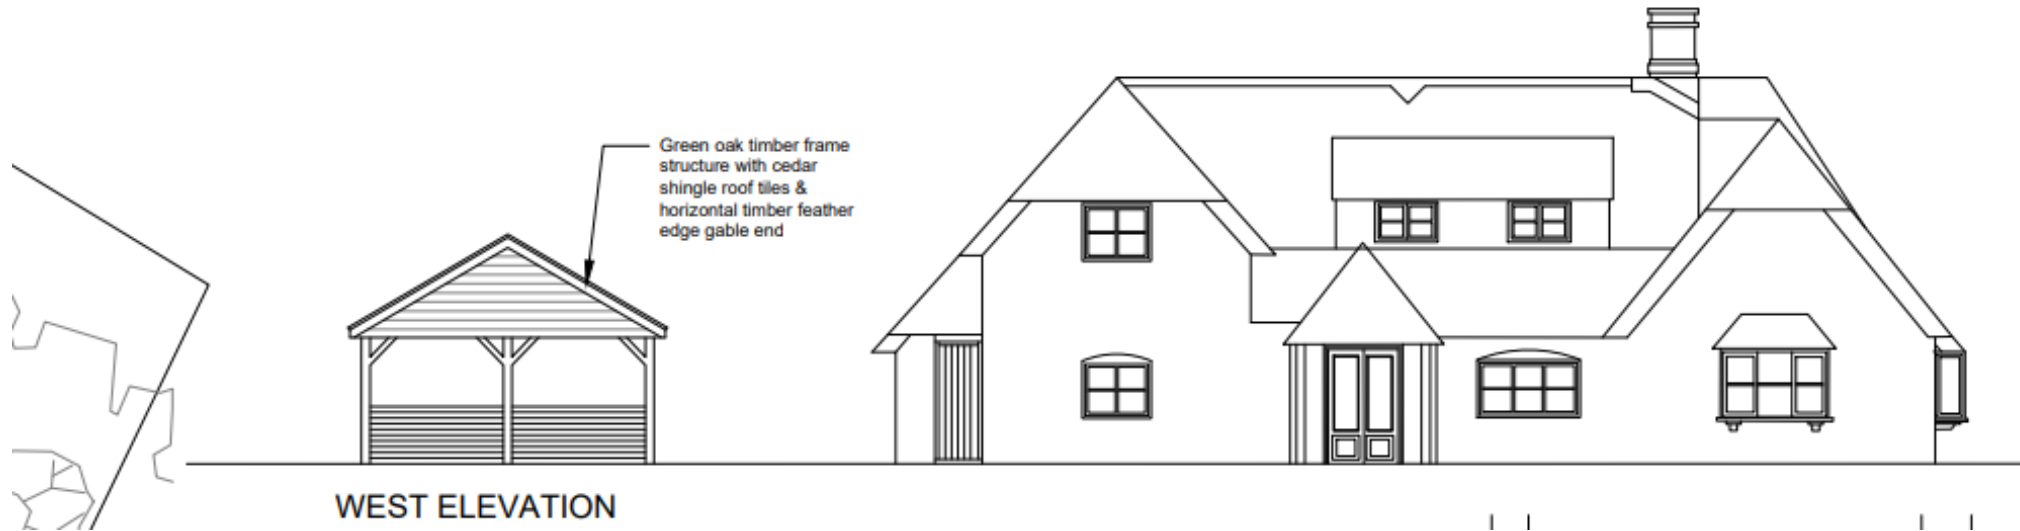 Green oak timber frame
structure with cedar
shingle roof tiles &
horizontal timber feather
edge gable end
WEST ELEVATION